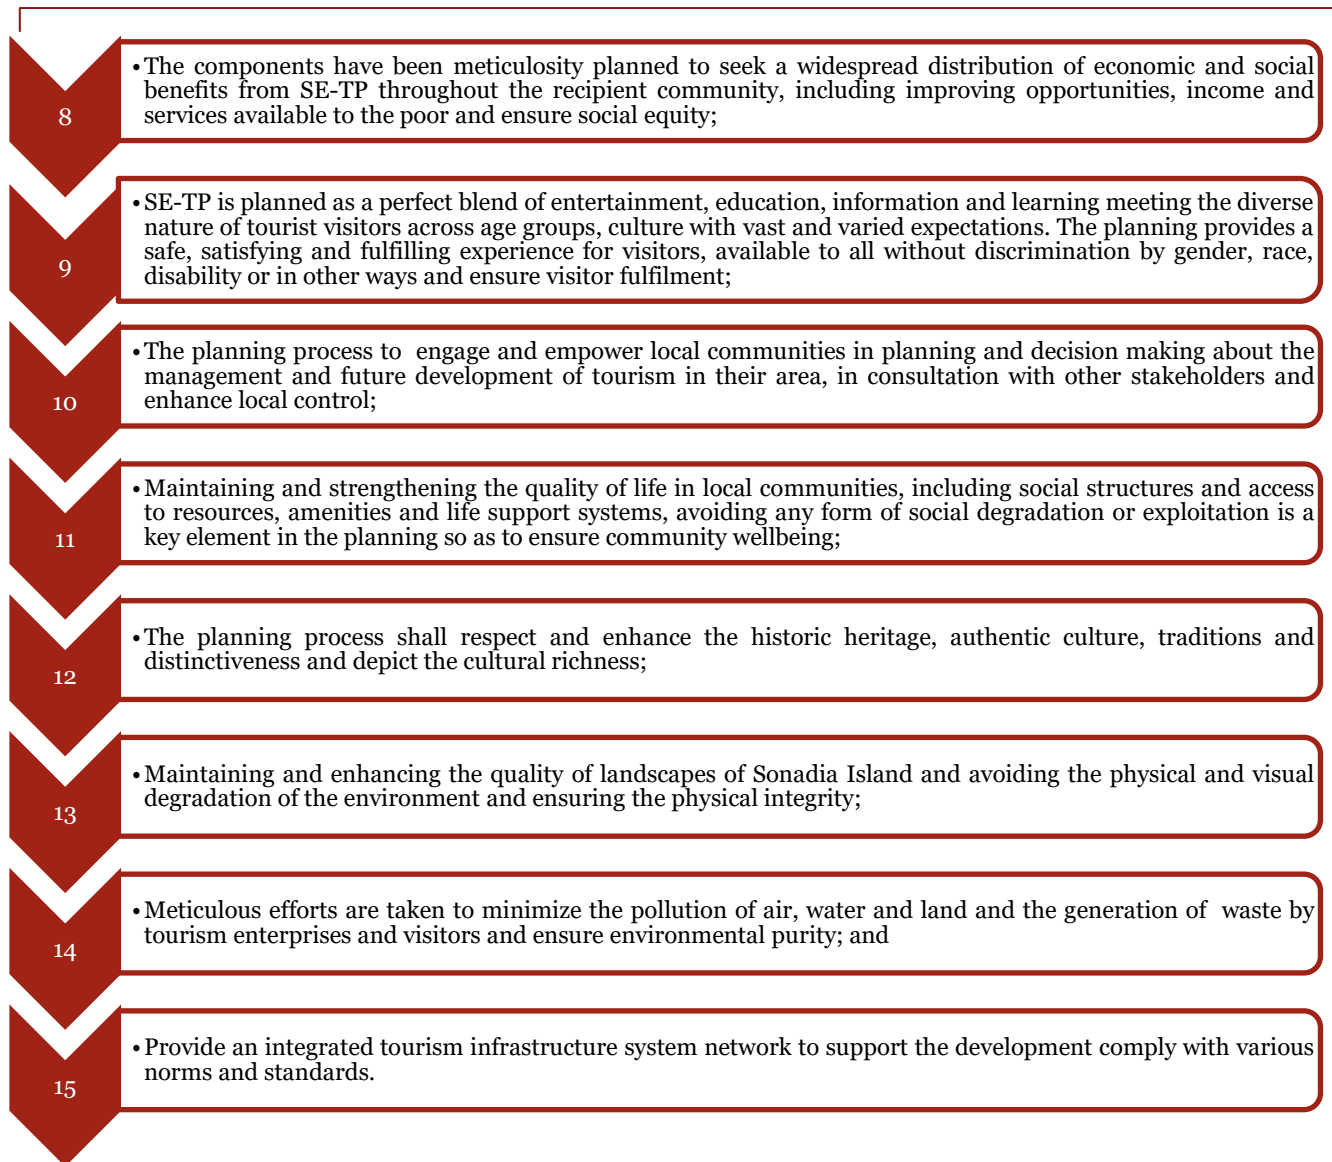 8
•The components have been meticulosity planned to seek a widespread distribution of economic and social
benefits from SE-TP throughout the recipient community, including improving opportunities, income and
services available to the poor and ensure social equity;
9
•SE-TP is planned as a perfect blend of entertainment, education, information and learning meeting the diverse
nature of tourist visitors across age groups, culture with vast and varied expectations. The planning provides a
safe, satisfying and fulfilling experience for visitors, available to all without discrimination by gender, race,
disability or in other ways and ensure visitor fulfilment;
10
•The planning process to engage and empower local communities in planning and decision making about the
management and future development of tourism in their area, in consultation with other stakeholders and
enhance local control;
11
•Maintaining and strengthening the quality of life in local communities, including social structures and access
to resources, amenities and life support systems, avoiding any form of social degradation or exploitation is a
key element in the planning so as to ensure community wellbeing;
12
•The planning process shall respect and enhance the historic heritage, authentic culture, traditions and
distinctiveness and depict the cultural richness;
13
•Maintaining and enhancing the quality of landscapes of Sonadia Island and avoiding the physical and visual
degradation of the environment and ensuring the physical integrity;
14
•Meticulous efforts are taken to minimize the pollution of air, water and land and the generation of waste by
tourism enterprises and visitors and ensure environmental purity; and
15
•Provide an integrated tourism infrastructure system network to support the development comply with various
norms and standards.